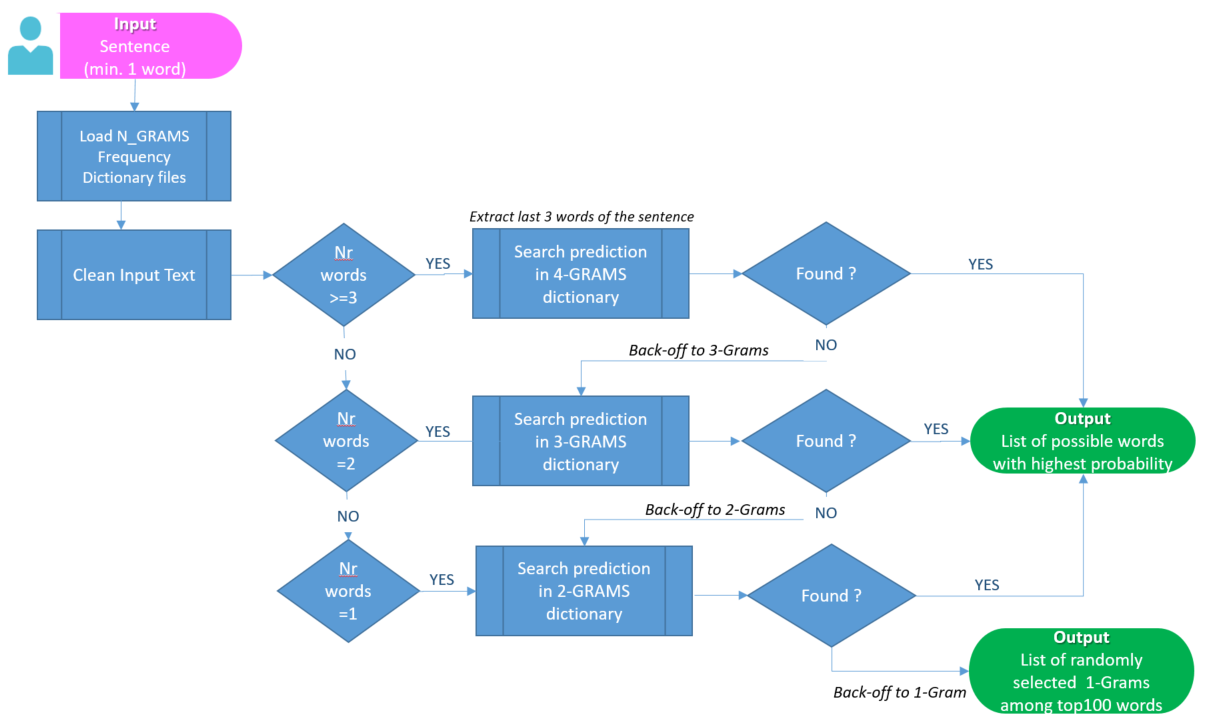 Input
Sentence
(min. 1 word)
Load N_GRAMS
Frequency
Dictionary files
Clean Input Text
Nr
words
>=3
YES
Extract last 3 words of the sentence
Search prediction
in 4-GRAMS
dictionary
Found ?
YES
NO
NO
Back-off to 3-Grams
Nr
words
=2
YES
Search prediction
in 3-GRAMS
dictionary
Found ?
YES
Output
List of possible words
with highest probability
NO
NO
Back-off to 2-Grams
Nr
words
=1
YES
Search prediction
in 2-GRAMS
dictionary
Found ?
YES
Back-off to 1-Gram
Output
List of randomly
selected 1-Grams
among top100 words